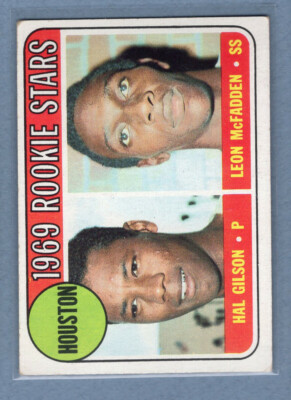 1969 ROOKIE STARS
HOUSTON
HAL GILSON • P
LEON McFADDEN • SS